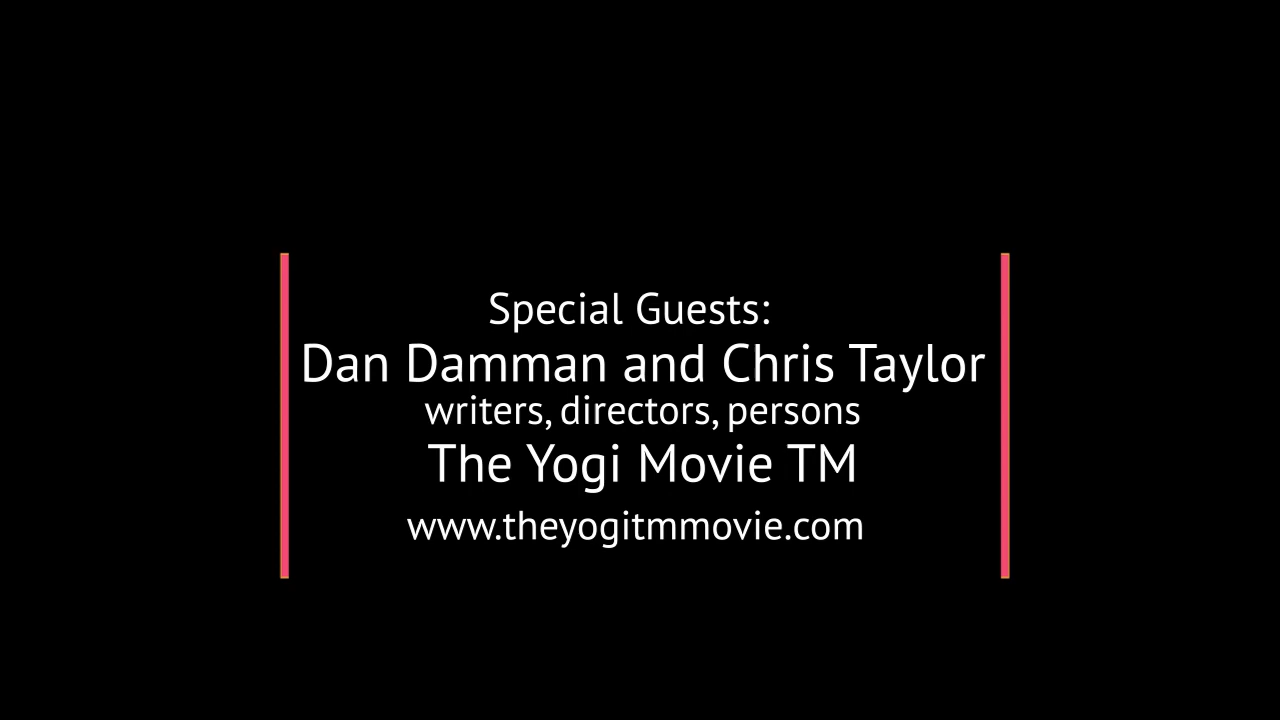 Special Guests:
Dan Damman and Chris Taylor
writers, directors, persons
The Yogi Movie TM
www.theyogitmmovie.com